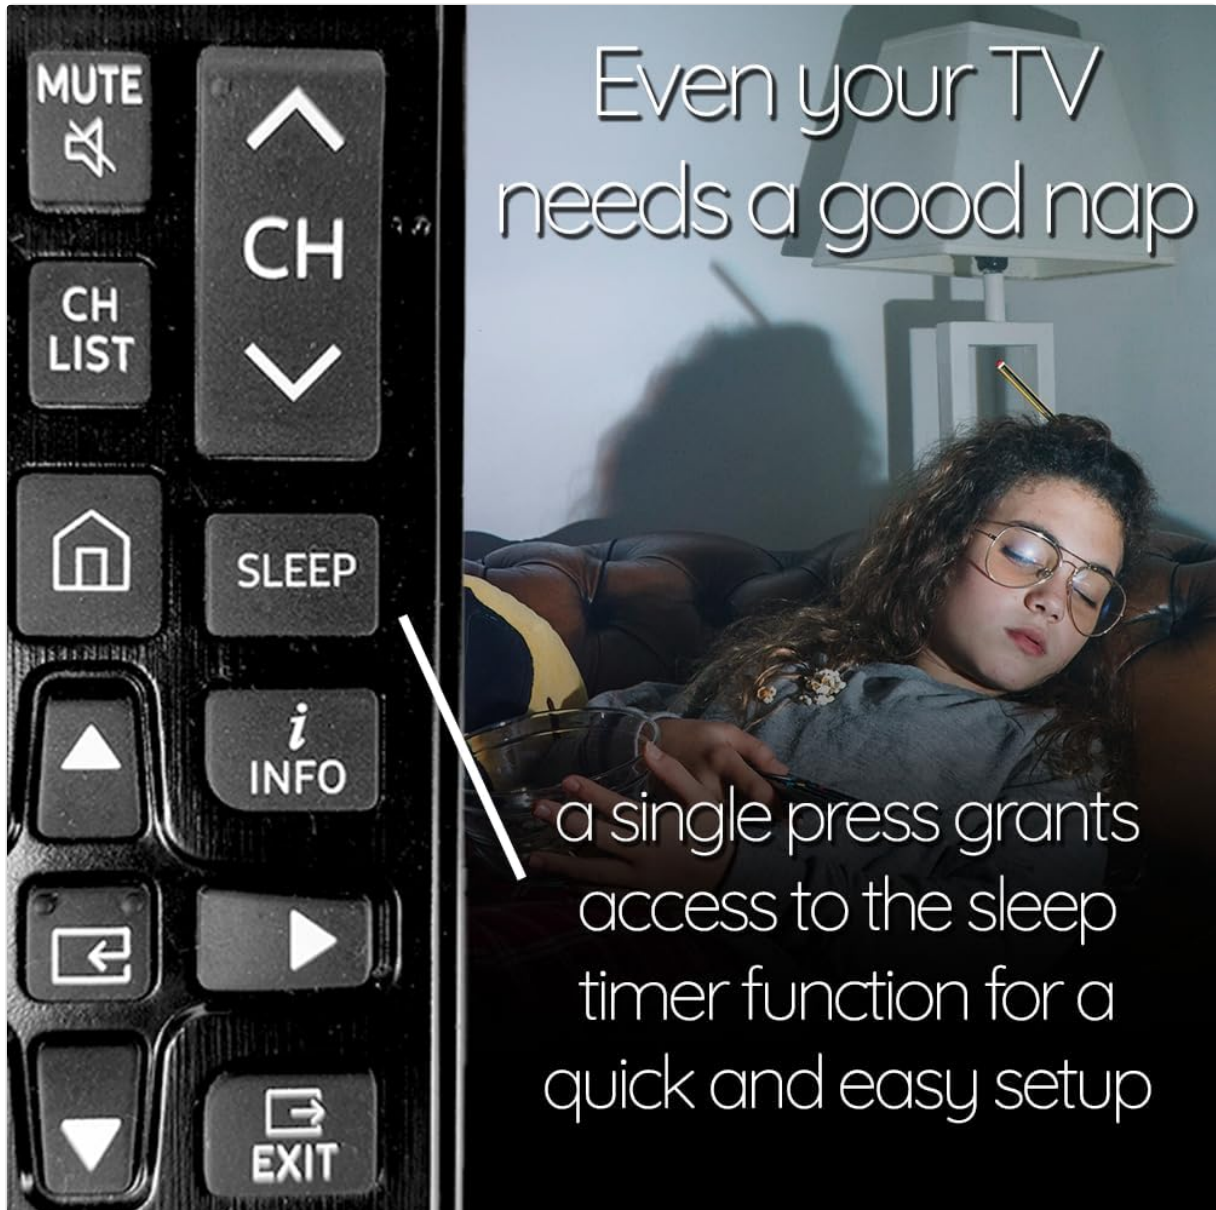 MUTE
CH
CH
LIST
SLEEP
i
INFO
EXIT
Even your TV
needs a good nap
a single press grants
access to the sleep
timer function for a
quick and easy setup